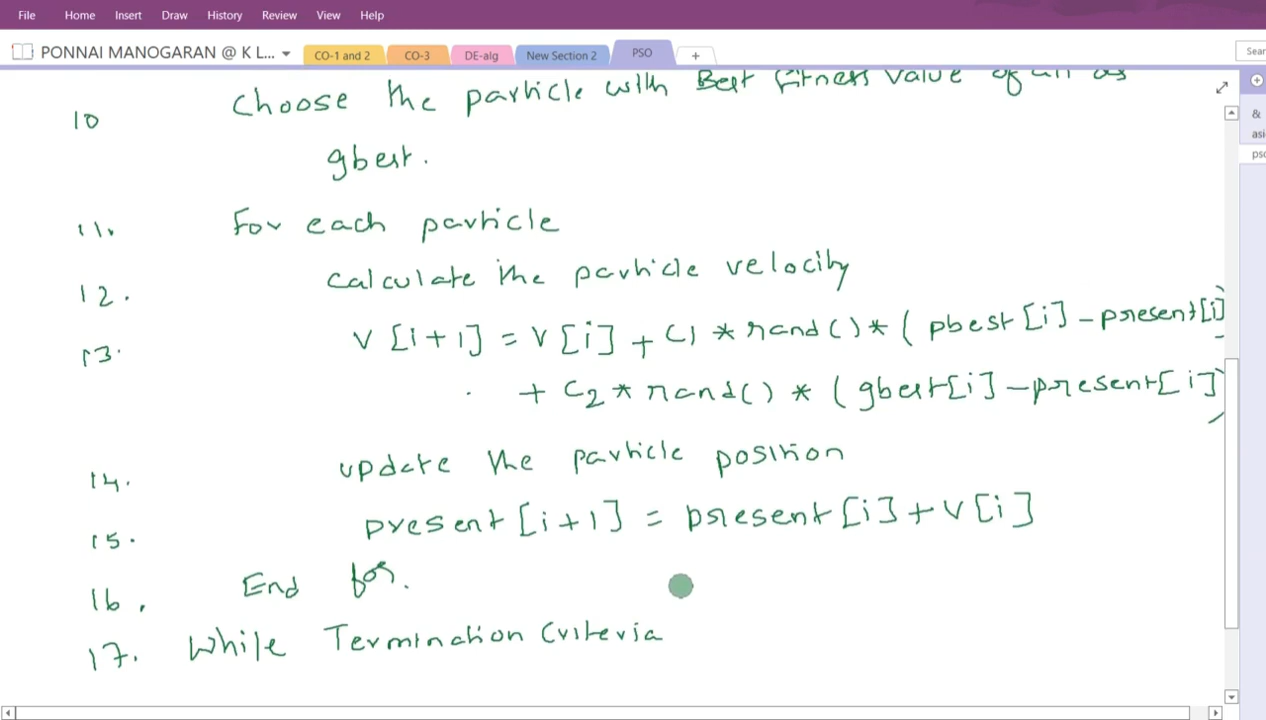 File Home Insert Draw History Review View Help
PONNAI MANOGARAN @ K L... CO-1 and 2 CO-3 DE-alg New Section 2 PSO + Sear
10 Choose the particle with Best Fitness value of all as
gbest.
&
asi
psc
11. For each particle
12. calculate the particle velocity
13. V[i+1] = V[i] + C1 * rand() * (pbest[i] - present[i]
+ C2 * rand() * (gbest[i] - present[i])
14. update the particle position
15. present[i+1] = present[i] + V[i]
16. End for.
17. While Termination Criteria